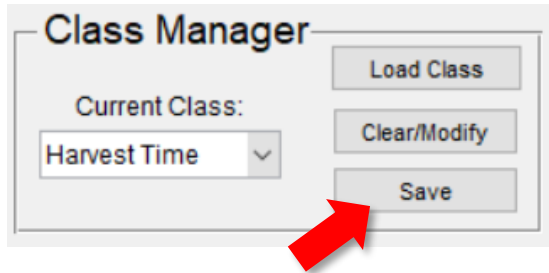 Class Manager
Load Class
Current Class:
Clear/Modify
Harvest Time
Save